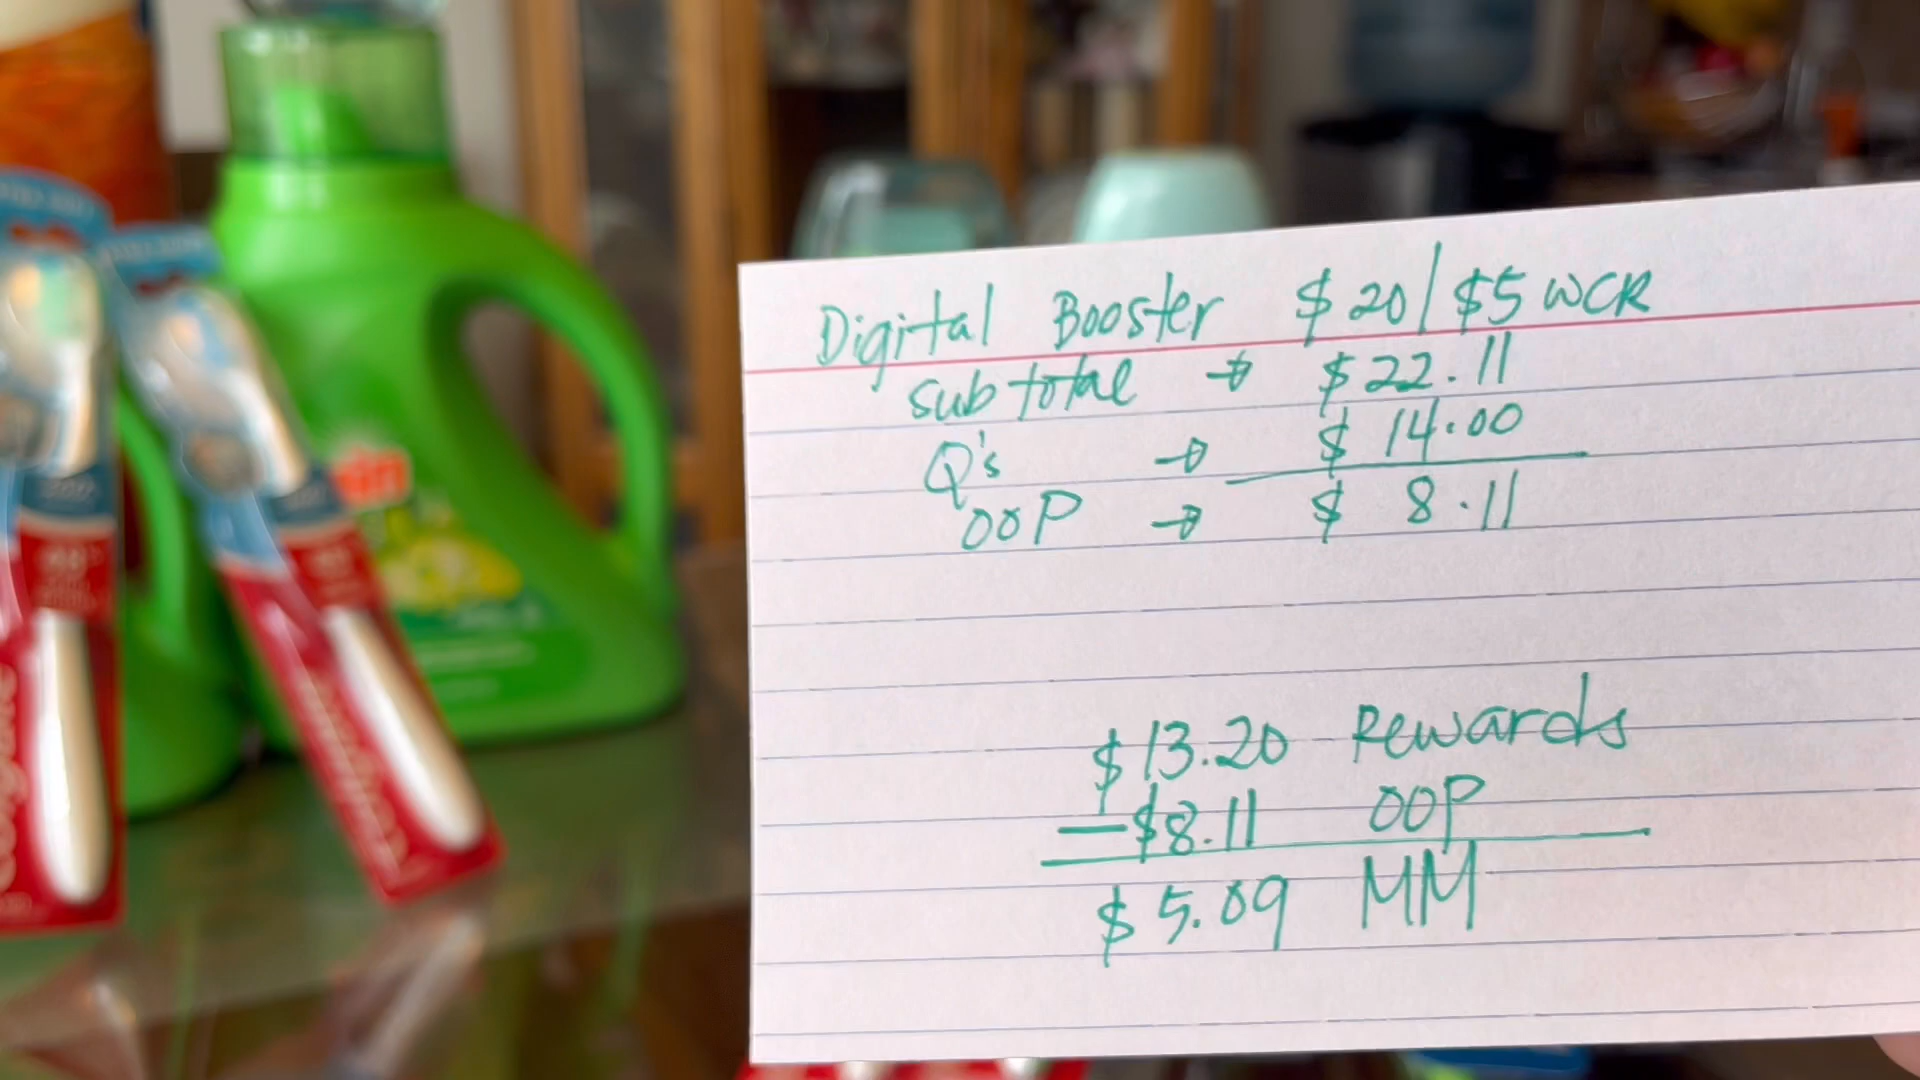 Digital Booster $20/$5 WCR
Subtotal → $22.11
Q's → $14.00
OOP → $8.11
$13.20 Rewards
-$8.11 OOP
$5.09 MM
Colgate